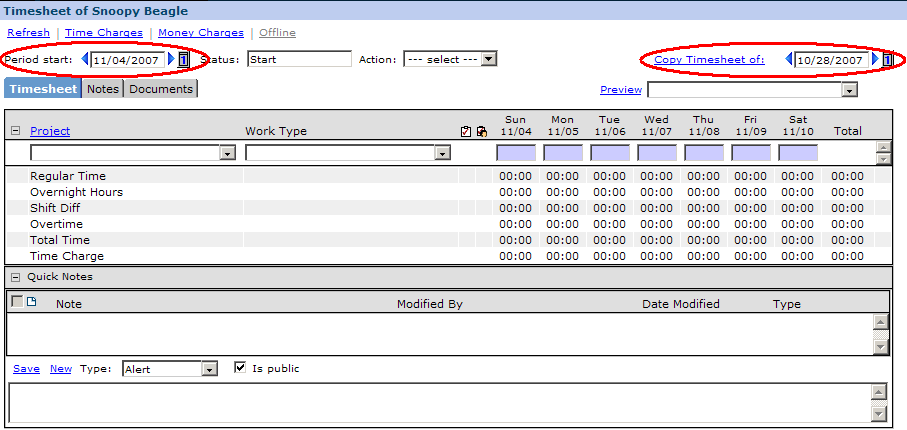 Timesheet of Snoopy Beagle
Refresh | Time Charges | Money Charges | Offline
Period start: 11/04/2007 1 Status: Start Action: --- select --- Copy Timesheet of: 10/28/2007 1
Timesheet Notes Documents Preview
Project Work Type Sun 11/04 Mon 11/05 Tue 11/06 Wed 11/07 Thu 11/08 Fri 11/09 Sat 11/10 Total
Regular Time 00:00 00:00 00:00 00:00 00:00 00:00 00:00 00:00
Overnight Hours 00:00 00:00 00:00 00:00 00:00 00:00 00:00 00:00
Shift Diff 00:00 00:00 00:00 00:00 00:00 00:00 00:00 00:00
Overtime 00:00 00:00 00:00 00:00 00:00 00:00 00:00 00:00
Total Time 00:00 00:00 00:00 00:00 00:00 00:00 00:00 00:00
Time Charge 00:00 00:00 00:00 00:00 00:00 00:00 00:00 00:00
Quick Notes
Note Modified By Date Modified Type
Save New Type: Alert Is public